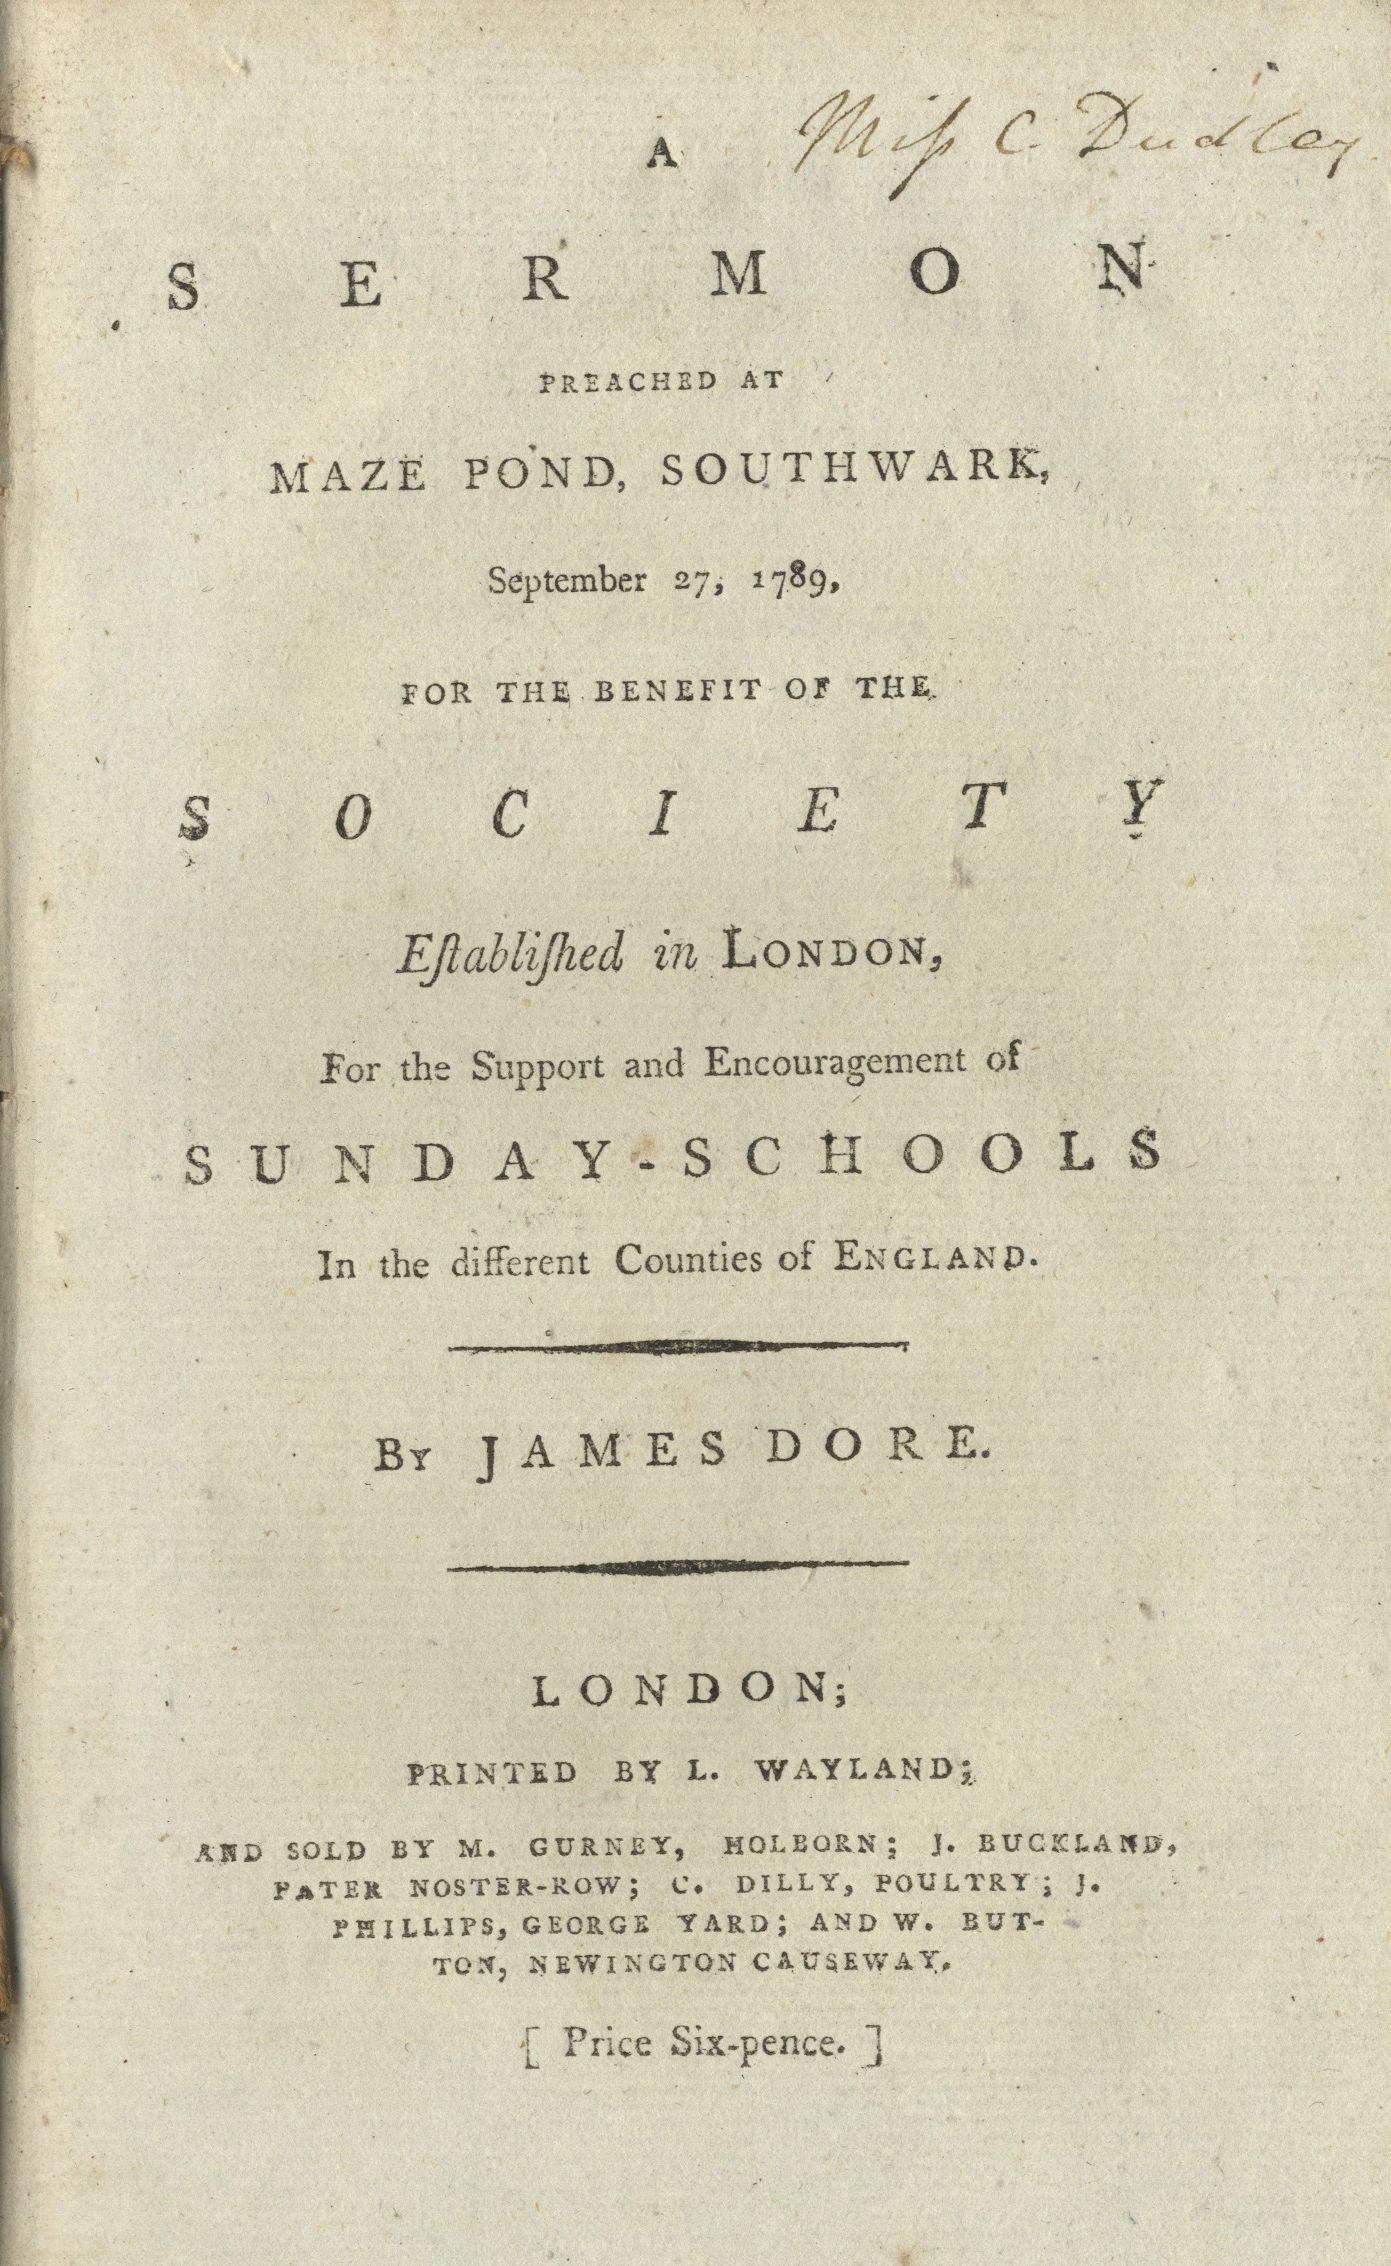 A
Miſs C. Dudley
SERMON
PREACHED AT
MAZE POND, SOUTHWARK,
September 27, 1789,
FOR THE BENEFIT OF THE
SOCIETY
Eſtabliſhed in LONDON,
For the Support and Encouragement of
SUNDAY-SCHOOLS
In the different Counties of ENGLAND.
By JAMES DORE.
LONDON;
PRINTED BY L. WAYLAND;
AND SOLD BY M. GURNEY, HOLBORN; J. BUCKLAND,
PATER NOSTER-ROW; C. DILLY, POULTRY; J.
PHILLIPS, GEORGE YARD; AND W. BUT-
TON, NEWINGTON CAUSEWAY.
[ Price Six-pence. ]